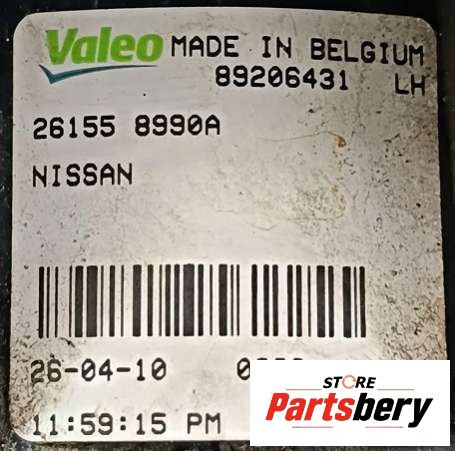 Valeo MADE IN BELGIUM
89206431 LH
26155 8990A
NISSAN
26-04-10
11:59:15 PM
STORE
Partsbery